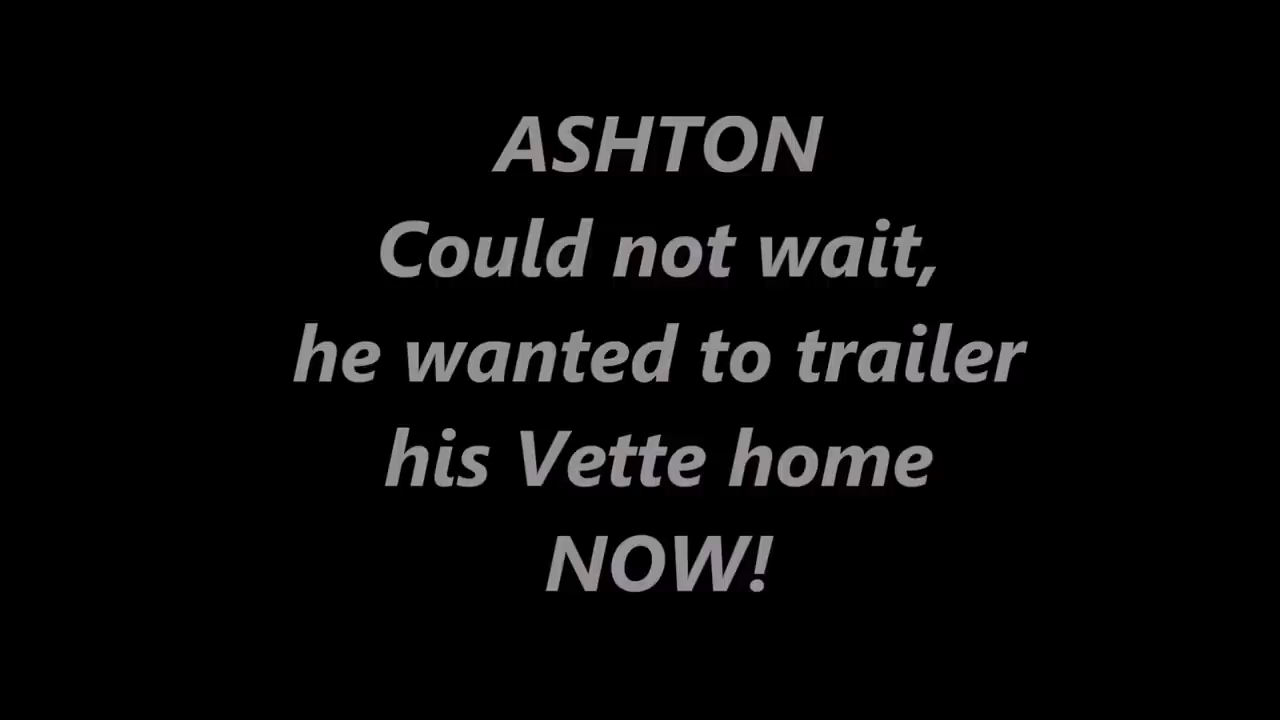 ASHTON
Could not wait,
he wanted to trailer
his Vette home
NOW!